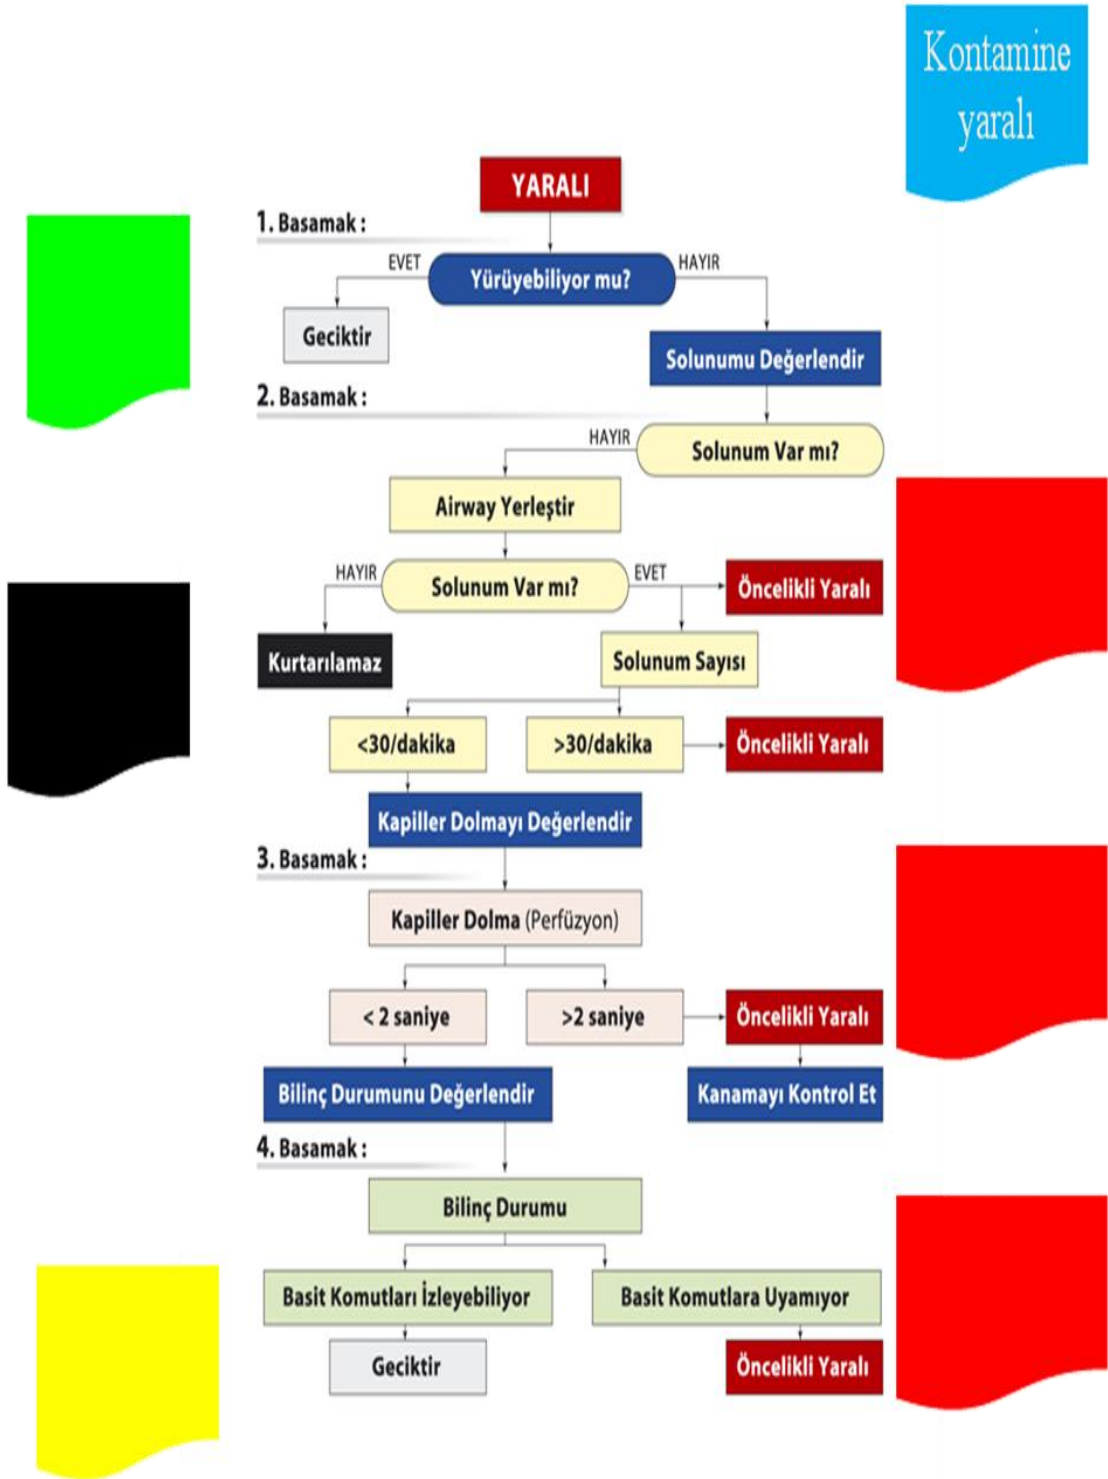 Kontamine
yaralı
YARALI
1. Basamak :
EVET
Yürüyebiliyor mu?
HAYIR
Geciktir
Solunumu Değerlendir
2. Basamak :
HAYIR
Solunum Var mı?
Airway Yerleştir
HAYIR
Solunum Var mı?
EVET
Öncelikli Yaralı
Kurtarılamaz
Solunum Sayısı
<30/dakika
>30/dakika
Öncelikli Yaralı
Kapiller Dolmayı Değerlendir
3. Basamak :
Kapiller Dolma (Perfüzyon)
< 2 saniye
>2 saniye
Öncelikli Yaralı
Bilinç Durumunu Değerlendir
Kanamayı Kontrol Et
4. Basamak :
Bilinç Durumu
Basit Komutları İzleyebiliyor
Basit Komutlara Uyamıyor
Geciktir
Öncelikli Yaralı